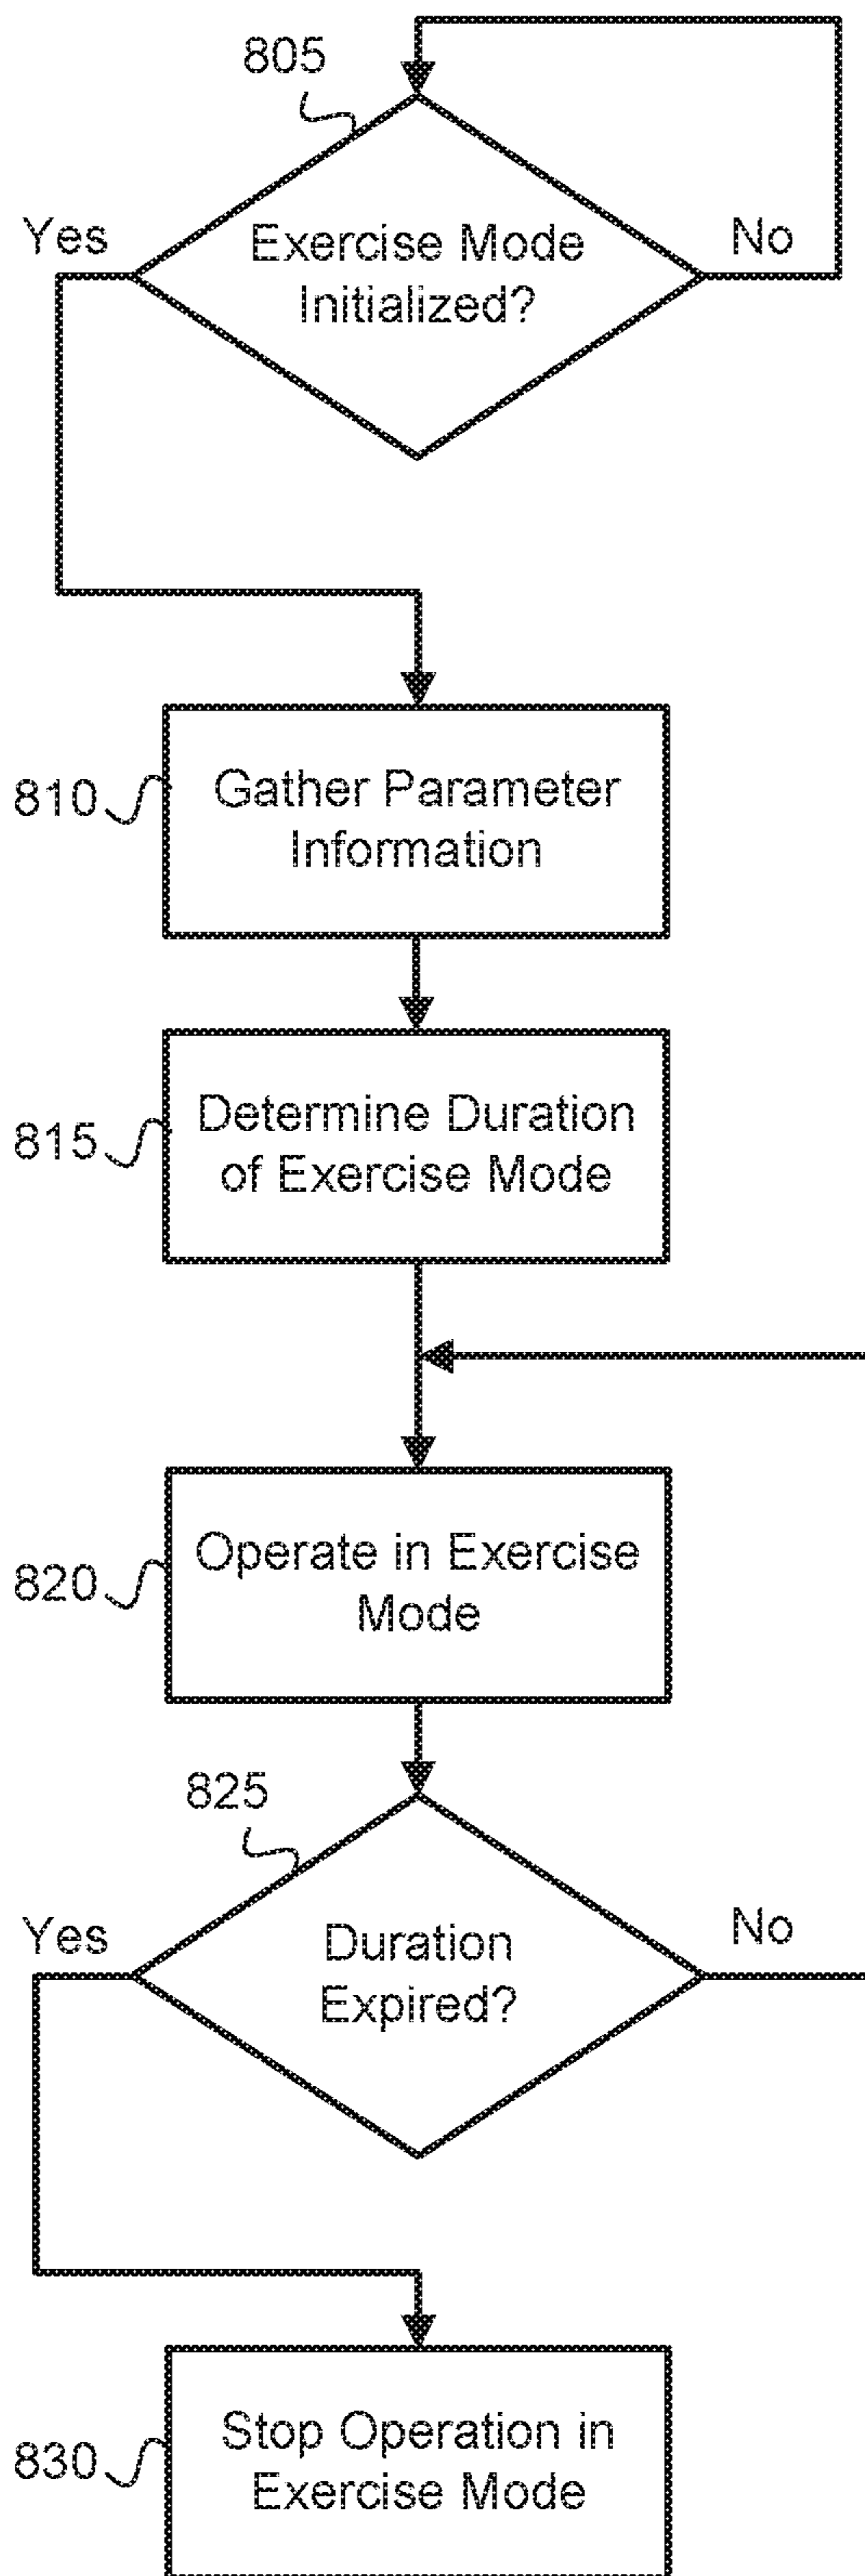 805
Yes
Exercise Mode
Initialized?
No
810
Gather Parameter
Information
815
Determine Duration
of Exercise Mode
820
Operate in Exercise
Mode
825
Yes
Duration
Expired?
No
830
Stop Operation in
Exercise Mode